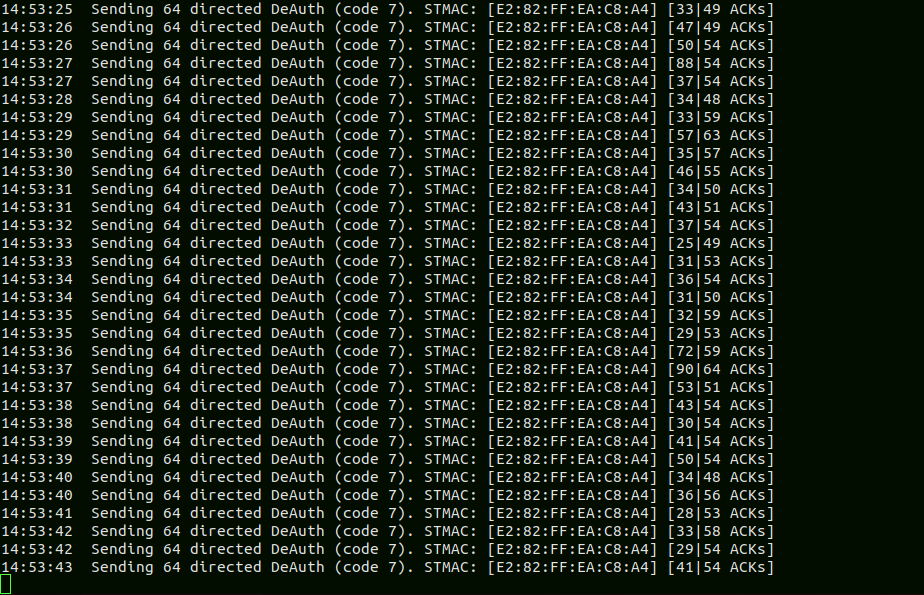 14:53:25  Sending 64 directed DeAuth (code 7). STMAC: [E2:82:FF:EA:C8:A4] [33|49 ACKs]
14:53:26  Sending 64 directed DeAuth (code 7). STMAC: [E2:82:FF:EA:C8:A4] [47|49 ACKs]
14:53:26  Sending 64 directed DeAuth (code 7). STMAC: [E2:82:FF:EA:C8:A4] [50|54 ACKs]
14:53:27  Sending 64 directed DeAuth (code 7). STMAC: [E2:82:FF:EA:C8:A4] [88|54 ACKs]
14:53:27  Sending 64 directed DeAuth (code 7). STMAC: [E2:82:FF:EA:C8:A4] [37|54 ACKs]
14:53:28  Sending 64 directed DeAuth (code 7). STMAC: [E2:82:FF:EA:C8:A4] [34|48 ACKs]
14:53:29  Sending 64 directed DeAuth (code 7). STMAC: [E2:82:FF:EA:C8:A4] [33|59 ACKs]
14:53:29  Sending 64 directed DeAuth (code 7). STMAC: [E2:82:FF:EA:C8:A4] [57|63 ACKs]
14:53:30  Sending 64 directed DeAuth (code 7). STMAC: [E2:82:FF:EA:C8:A4] [35|57 ACKs]
14:53:30  Sending 64 directed DeAuth (code 7). STMAC: [E2:82:FF:EA:C8:A4] [46|55 ACKs]
14:53:31  Sending 64 directed DeAuth (code 7). STMAC: [E2:82:FF:EA:C8:A4] [34|50 ACKs]
14:53:31  Sending 64 directed DeAuth (code 7). STMAC: [E2:82:FF:EA:C8:A4] [43|51 ACKs]
14:53:32  Sending 64 directed DeAuth (code 7). STMAC: [E2:82:FF:EA:C8:A4] [37|54 ACKs]
14:53:33  Sending 64 directed DeAuth (code 7). STMAC: [E2:82:FF:EA:C8:A4] [25|49 ACKs]
14:53:33  Sending 64 directed DeAuth (code 7). STMAC: [E2:82:FF:EA:C8:A4] [31|53 ACKs]
14:53:34  Sending 64 directed DeAuth (code 7). STMAC: [E2:82:FF:EA:C8:A4] [36|54 ACKs]
14:53:34  Sending 64 directed DeAuth (code 7). STMAC: [E2:82:FF:EA:C8:A4] [31|50 ACKs]
14:53:35  Sending 64 directed DeAuth (code 7). STMAC: [E2:82:FF:EA:C8:A4] [32|59 ACKs]
14:53:35  Sending 64 directed DeAuth (code 7). STMAC: [E2:82:FF:EA:C8:A4] [29|53 ACKs]
14:53:36  Sending 64 directed DeAuth (code 7). STMAC: [E2:82:FF:EA:C8:A4] [72|59 ACKs]
14:53:37  Sending 64 directed DeAuth (code 7). STMAC: [E2:82:FF:EA:C8:A4] [90|64 ACKs]
14:53:37  Sending 64 directed DeAuth (code 7). STMAC: [E2:82:FF:EA:C8:A4] [53|51 ACKs]
14:53:38  Sending 64 directed DeAuth (code 7). STMAC: [E2:82:FF:EA:C8:A4] [43|54 ACKs]
14:53:38  Sending 64 directed DeAuth (code 7). STMAC: [E2:82:FF:EA:C8:A4] [30|54 ACKs]
14:53:39  Sending 64 directed DeAuth (code 7). STMAC: [E2:82:FF:EA:C8:A4] [41|54 ACKs]
14:53:39  Sending 64 directed DeAuth (code 7). STMAC: [E2:82:FF:EA:C8:A4] [50|54 ACKs]
14:53:40  Sending 64 directed DeAuth (code 7). STMAC: [E2:82:FF:EA:C8:A4] [34|48 ACKs]
14:53:40  Sending 64 directed DeAuth (code 7). STMAC: [E2:82:FF:EA:C8:A4] [36|56 ACKs]
14:53:41  Sending 64 directed DeAuth (code 7). STMAC: [E2:82:FF:EA:C8:A4] [28|53 ACKs]
14:53:42  Sending 64 directed DeAuth (code 7). STMAC: [E2:82:FF:EA:C8:A4] [33|58 ACKs]
14:53:42  Sending 64 directed DeAuth (code 7). STMAC: [E2:82:FF:EA:C8:A4] [29|54 ACKs]
14:53:43  Sending 64 directed DeAuth (code 7). STMAC: [E2:82:FF:EA:C8:A4] [41|54 ACKs]